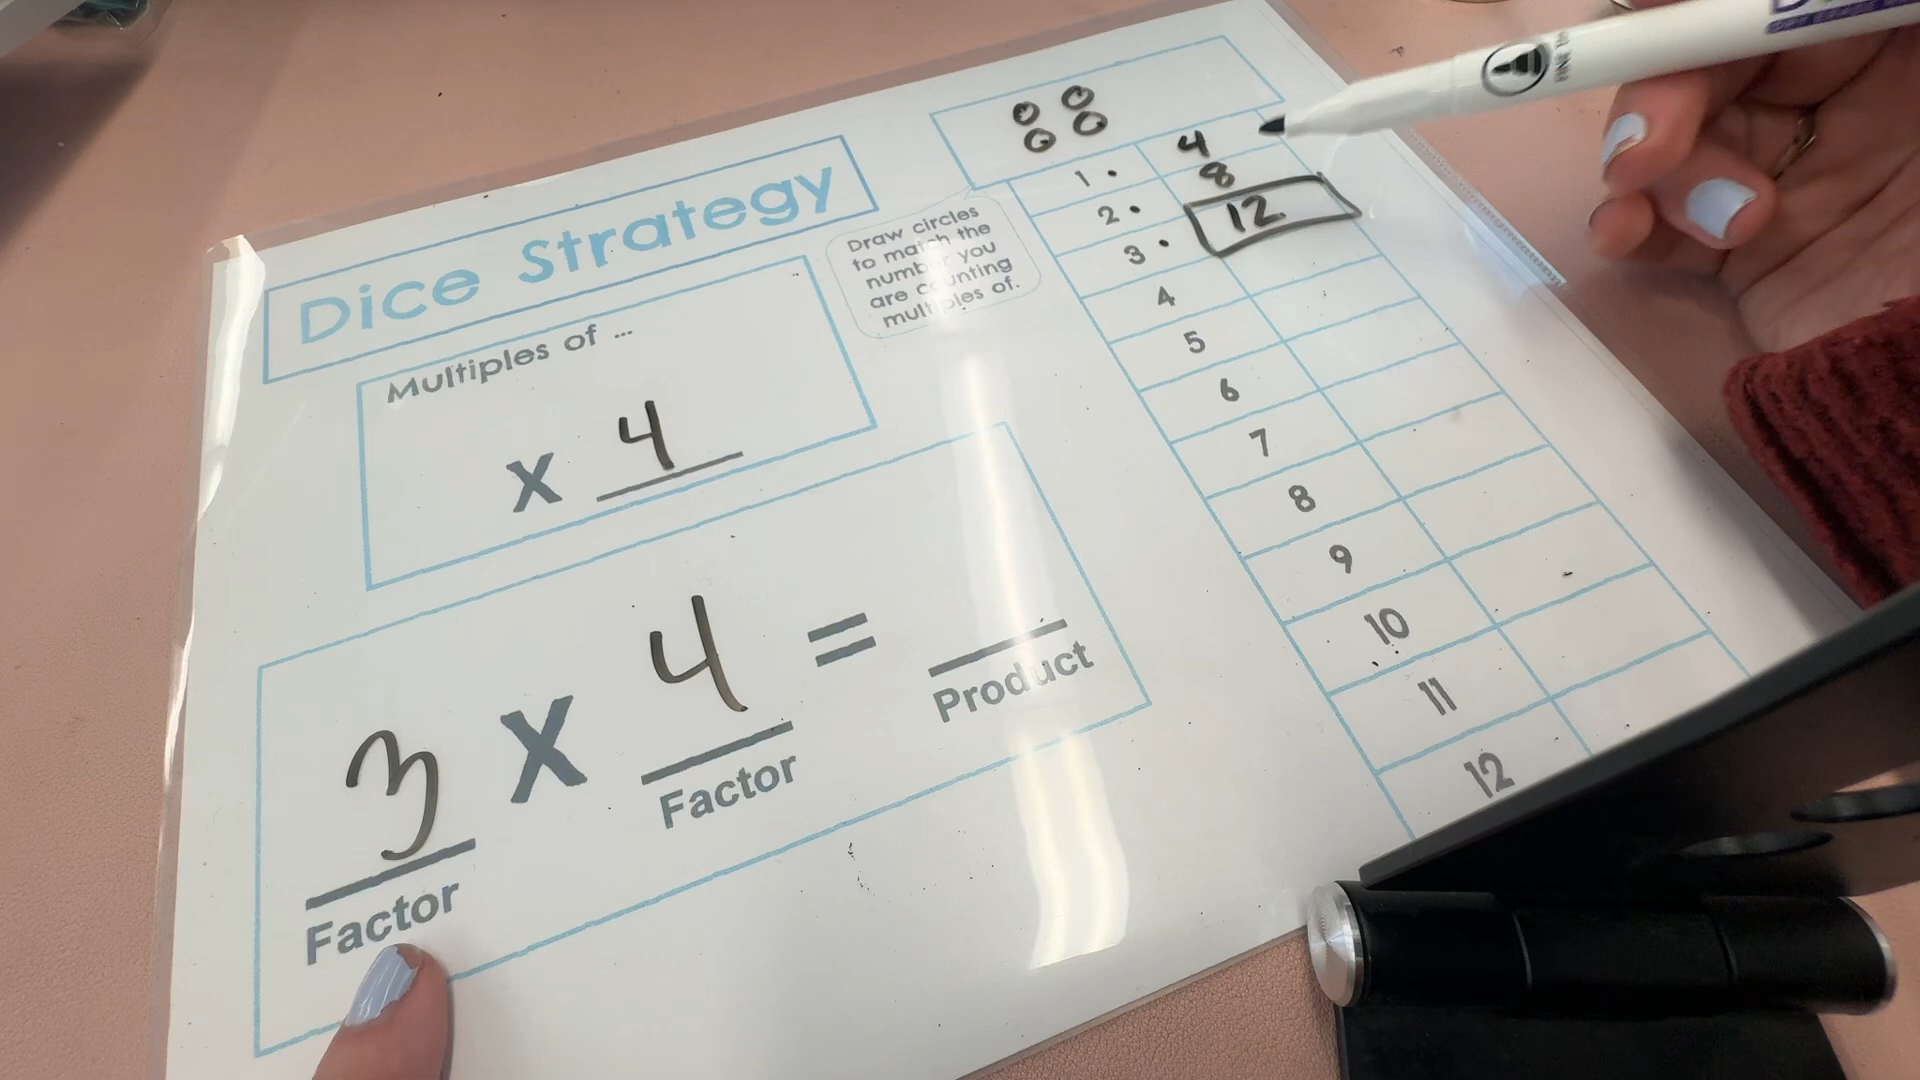 Dice Strategy
Multiples of ...
x 4
3 x 4 =
Factor
Factor
Product
Draw circles
to match the
number you
are counting
multiples of.
1 4
2 8
3 12
4
5
6
7
8
9
10
11
12